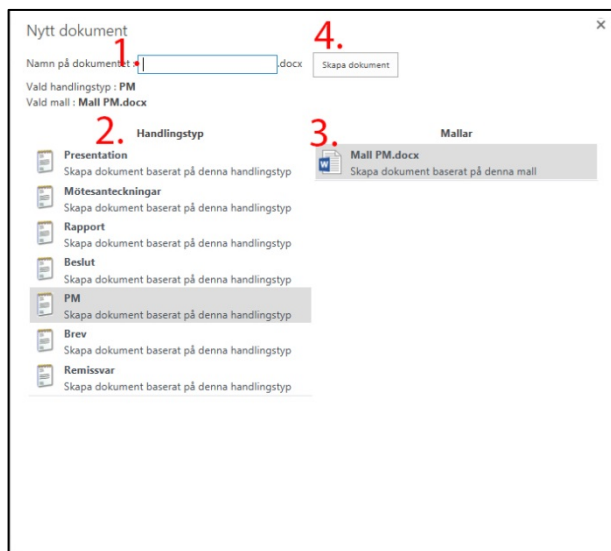 Nytt dokument
×
1. 4.
Namn på dokumentet : .docx Skapa dokument
Vald handlingstyp : PM
Vald mall : Mall PM.docx
2. Handlingstyp
Presentation
Skapa dokument baserat på denna handlingstyp
Mötesanteckningar
Skapa dokument baserat på denna handlingstyp
Rapport
Skapa dokument baserat på denna handlingstyp
Beslut
Skapa dokument baserat på denna handlingstyp
PM
Skapa dokument baserat på denna handlingstyp
Brev
Skapa dokument baserat på denna handlingstyp
Remissvar
Skapa dokument baserat på denna handlingstyp
3. Mallar
W
Mall PM.docx
Skapa dokument baserat på denna mall